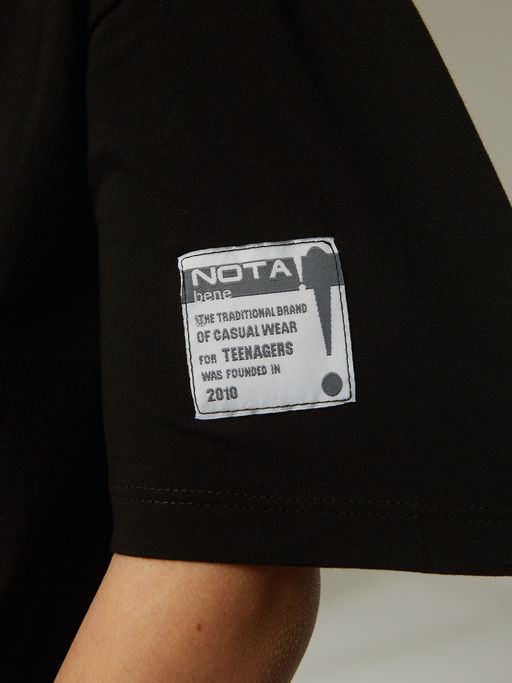 NOTA!
bene
THE TRADITIONAL BRAND
OF CASUAL WEAR
FOR TEENAGERS
WAS FOUNDED IN
2010